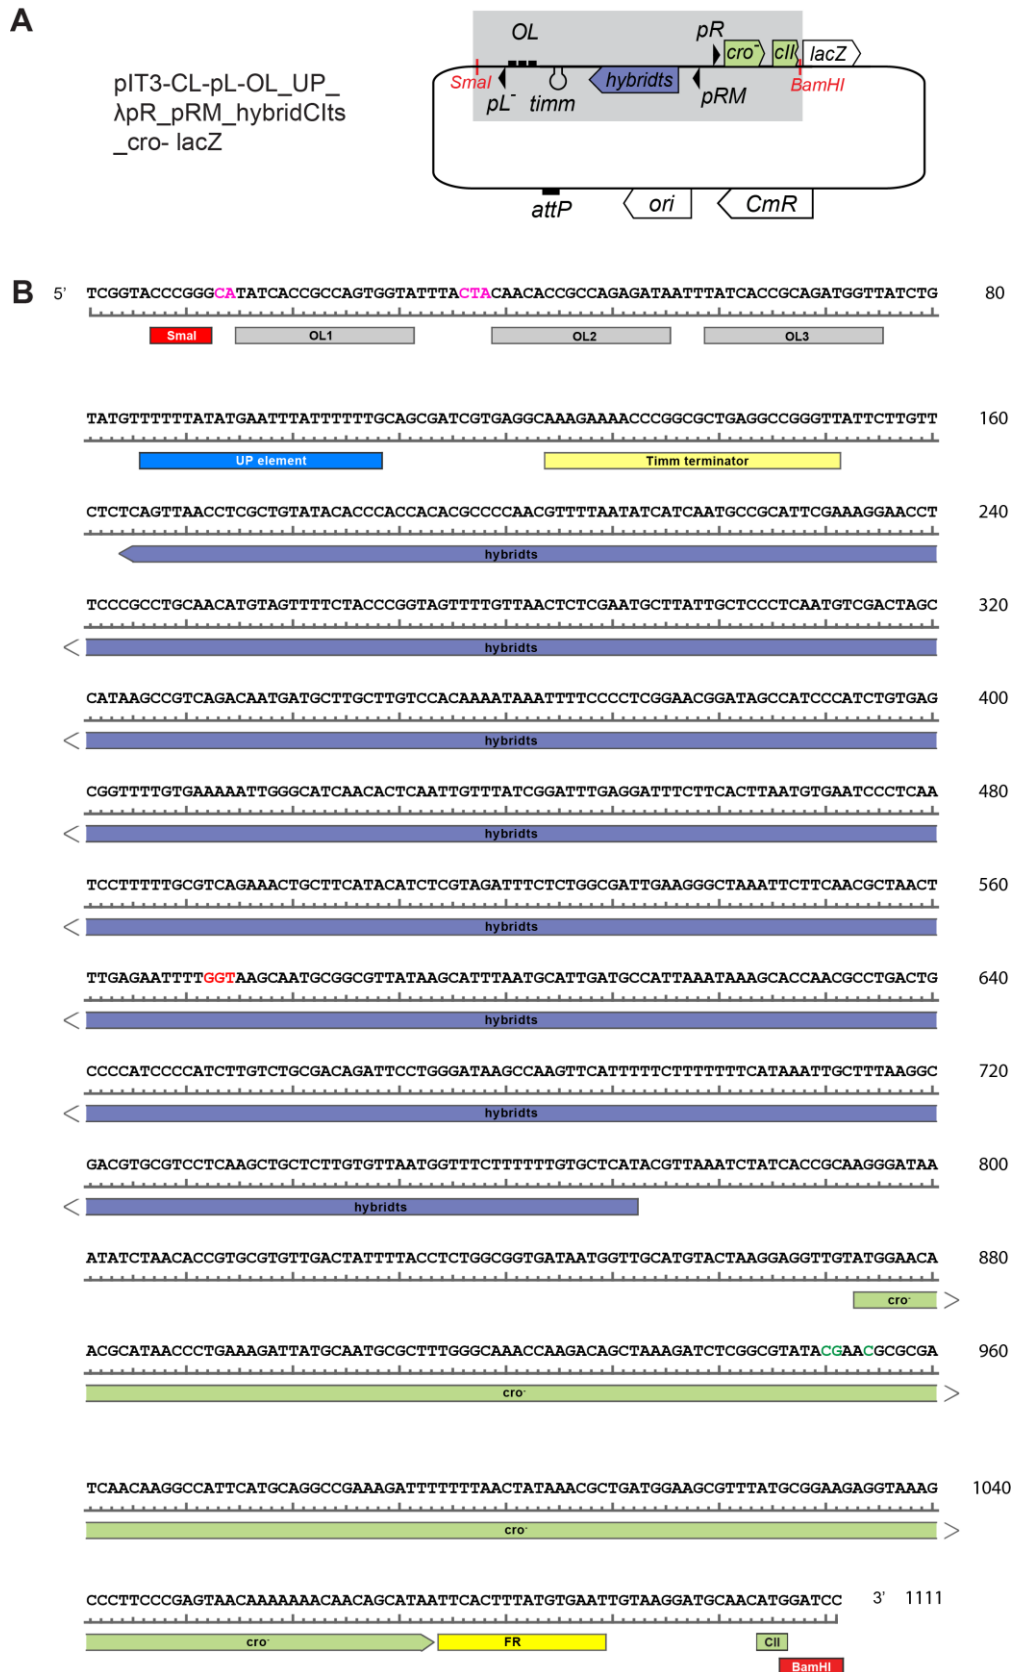 A
pIT3-CL-pL-OL_UP_
λpR_pRM_hybridCIts
_cro- lacZ
OL
pR
cro-
cII
lacZ
SmaI
pL-
timm
hybridts
pRM
BamHI
attP
ori
CmR
B
5' TCGGTACCCGGGCATATCACCGCCAGTGGTATTTACTACAACACCGCCAGAGATAATTTATCACCGCAGATGGTTATCTG 80
SmaI OL1 OL2 OL3
TATGTTTTTTATATGAATTTATTTTTTGCAGCGATCGTGAGGCAAAGAAAACCCGGCGCTGAGGCCGGGTTATTCTTGTT 160
UP element Timm terminator
CTCTCAGTTAACCTCGCTGTATACACCCACCACACGCCCCAACGTTTTAATATCATCAATGCCGCATTCGAAAGGAACCT 240
hybridts
TCCCGCCTGCAACATGTAGTTTTCTACCCGGTAGTTTTGTTAACTCTCGAATGCTTATTGCTCCCTCAATGTCGACTAGC 320
hybridts
CATAAGCCGTCAGACAATGATGCTTGCTTGTCCACAAAATAAATTTTCCCCTCGGAACGGATAGCCATCCCATCTGTGAG 400
hybridts
CGGTTTTGTGAAAAATTGGGCATCAACACTCAATTGTTTATCGGATTTGAGGATTTCTTCACTTAATGTGAATCCCTCAA 480
hybridts
TCCTTTTTGCGTCAGAAACTGCTTCATACATCTCGTAGATTTCTCTGGCGATTGAAGGGCTAAATTCTTCAACGCTAACT 560
hybridts
TTGAGAATTTTGGTAAGCAATGCGGCGTTATAAGCATTTAATGCATTGATGCCATTAAATAAAGCACCAACGCCTGACTG 640
hybridts
CCCCATCCCCATCTTGTCTGCGACAGATTCCTGGGATAAGCCAAGTTCATTTTTCTTTTTTTCATAAATTGCTTTAAGGC 720
hybridts
GACGTGCGTCCTCAAGCTGCTCTTGTGTTAATGGTTTCTTTTTTGTGCTCATACGTTAAATCTATCACCGCAAGGGATAA 800
hybridts
ATATCTAACACCGTGCGTGTTGACTATTTTACCTCTGGCGGTGATAATGGTTGCATGTACTAAGGAGGTTGTATGGAACA 880
cro-
ACGCATAACCCTGAAAGATTATGCAATGCGCTTTGGGCAAACCAAGACAGCTAAAGATCTCGGCGTATACGAACGCGCGA 960
cro-
TCAACAAGGCCATTCATGCAGGCCGAAAGATTTTTTTAACTATAAACGCTGATGGAAGCGTTTATGCGGAAGAGGTAAAG 1040
cro-
CCCTTCCCGAGTAACAAAAAAACAACAGCATAATTCACTTTATGTGAATTGTAAGGATGCAACATGGATCC 3' 1111
cro- FR CII
BamHI